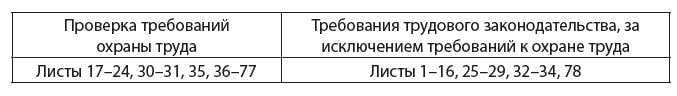 Проверка требований
охраны труда
Требования трудового законодательства, за
исключением требований к охране труда
Листы 17–24, 30–31, 35, 36–77
Листы 1–16, 25–29, 32–34, 78